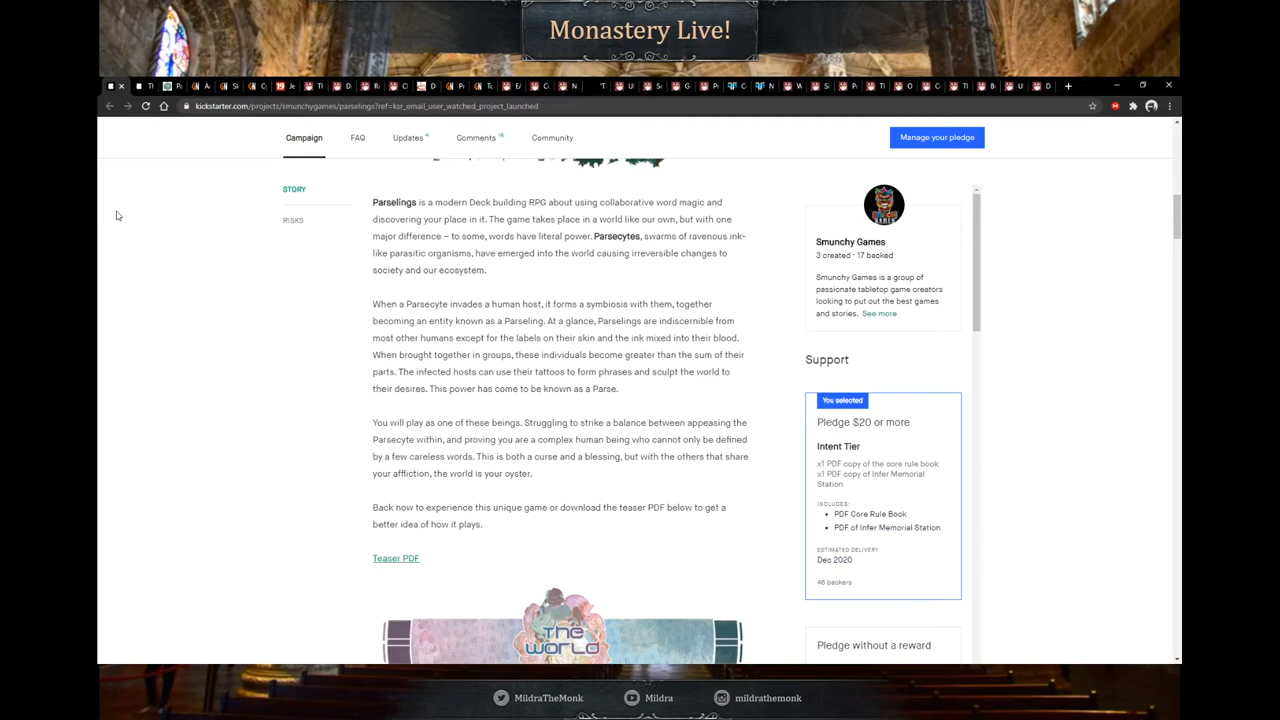 Monastery Live!
kickstarter.com/projects/smunchygames/parselings?ref=ksr_email_user_watched_project_launched
Campaign FAQ Updates 4 Comments Community
Manage your pledge
STORY
RISKS
Parselings is a modern Deck building RPG about using collaborative word magic and
discovering your place in it. The game takes place in a world like our own, but with one
major difference – to some, words have literal power. Parsecytes, swarms of ravenous ink-
like parasitic organisms, have emerged into the world causing irreversible changes to
society and our ecosystem.
When a Parsecyte invades a human host, it forms a symbiosis with them, together
becoming an entity known as a Parseling. At a glance, Parselings are indiscernible from
most other humans except for the labels on their skin and the ink mixed into their blood.
When brought together in groups, these individuals become greater than the sum of their
parts. The infected hosts can use their tattoos to form phrases and sculpt the world to
their desires. This power has come to be known as a Parse.
You will play as one of these beings. Struggling to strike a balance between appeasing the
Parsecyte within, and proving you are a complex human being who cannot only be defined
by a few careless words. This is both a curse and a blessing, but with the others that share
your affliction, the world is your oyster.
Back now to experience this unique game or download the teaser PDF below to get a
better idea of how it plays.
Teaser PDF
THE
WORLD
SMUNCHY
GAMES
Smunchy Games
3 created · 17 backed
Smunchy Games is a group of
passionate tabletop game creators
looking to put out the best games
and stories. See more
Support
You selected
Pledge $20 or more
Intent Tier
x1 PDF copy of the core rule book
x1 PDF copy of Infer Memorial
Station
INCLUDES:
• PDF Core Rule Book
• PDF of Infer Memorial Station
ESTIMATED DELIVERY
Dec 2020
46 backers
Pledge without a reward
MildraTheMonk Mildra mildrathemonk